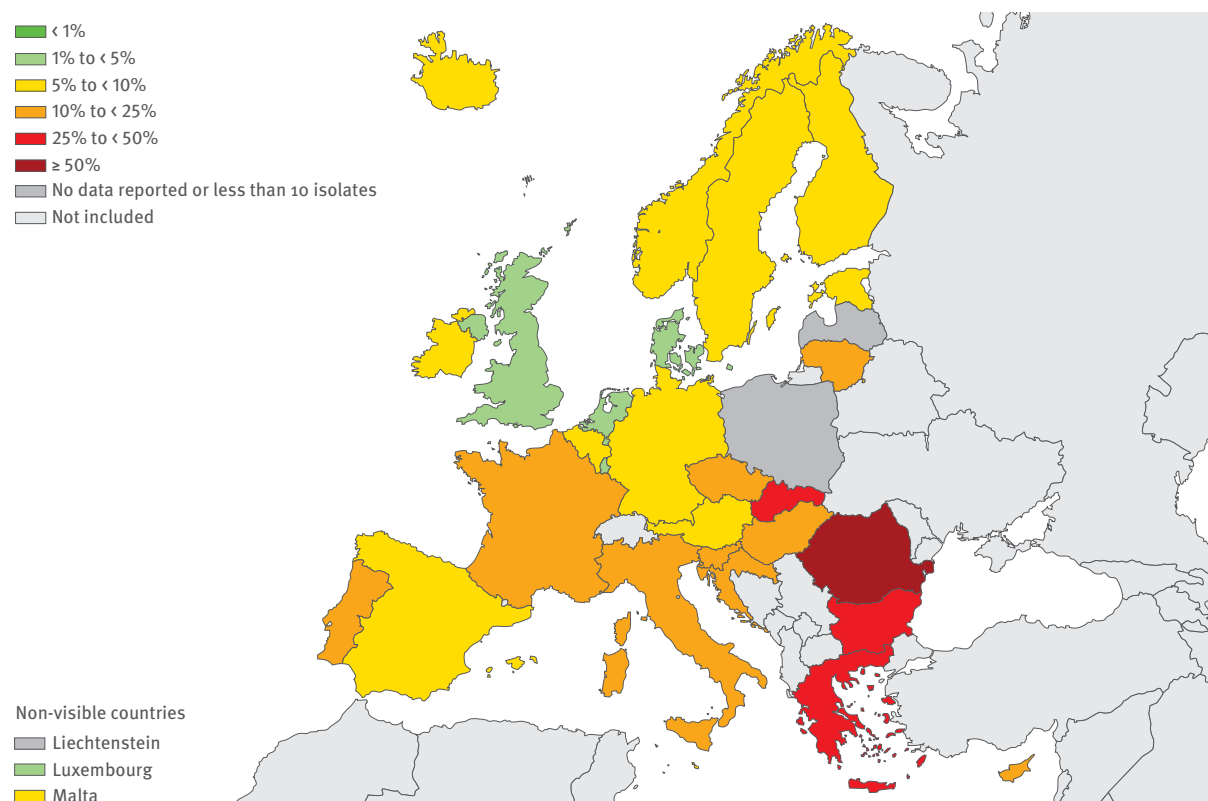 < 1%
1% to < 5%
5% to < 10%
10% to < 25%
25% to < 50%
≥ 50%
No data reported or less than 10 isolates
Not included
Non-visible countries
Liechtenstein
Luxembourg
Malta